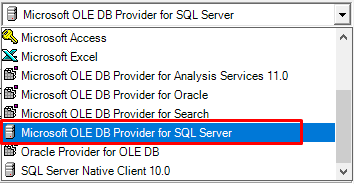 Microsoft OLE DB Provider for SQL Server
Microsoft Access
Microsoft Excel
Microsoft OLE DB Provider for Analysis Services 11.0
Microsoft OLE DB Provider for Oracle
Microsoft OLE DB Provider for Search
Microsoft OLE DB Provider for SQL Server
Oracle Provider for OLE DB
SQL Server Native Client 10.0